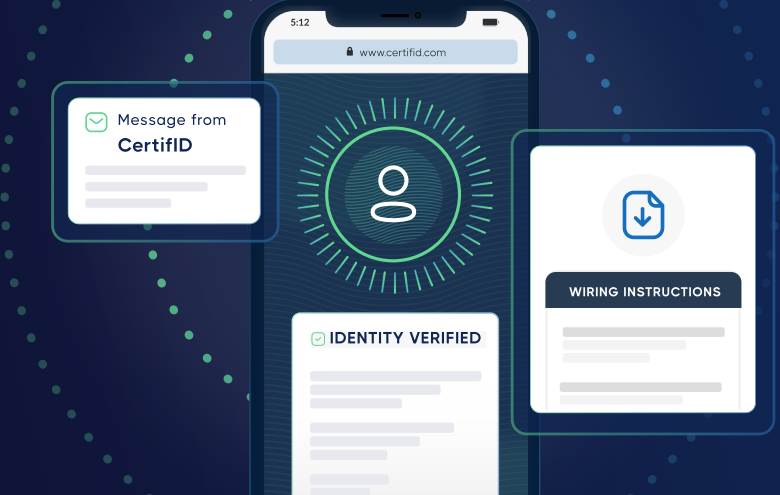 5:12
www.certifid.com
Message from
CertifID
WIRING INSTRUCTIONS
IDENTITY VERIFIED